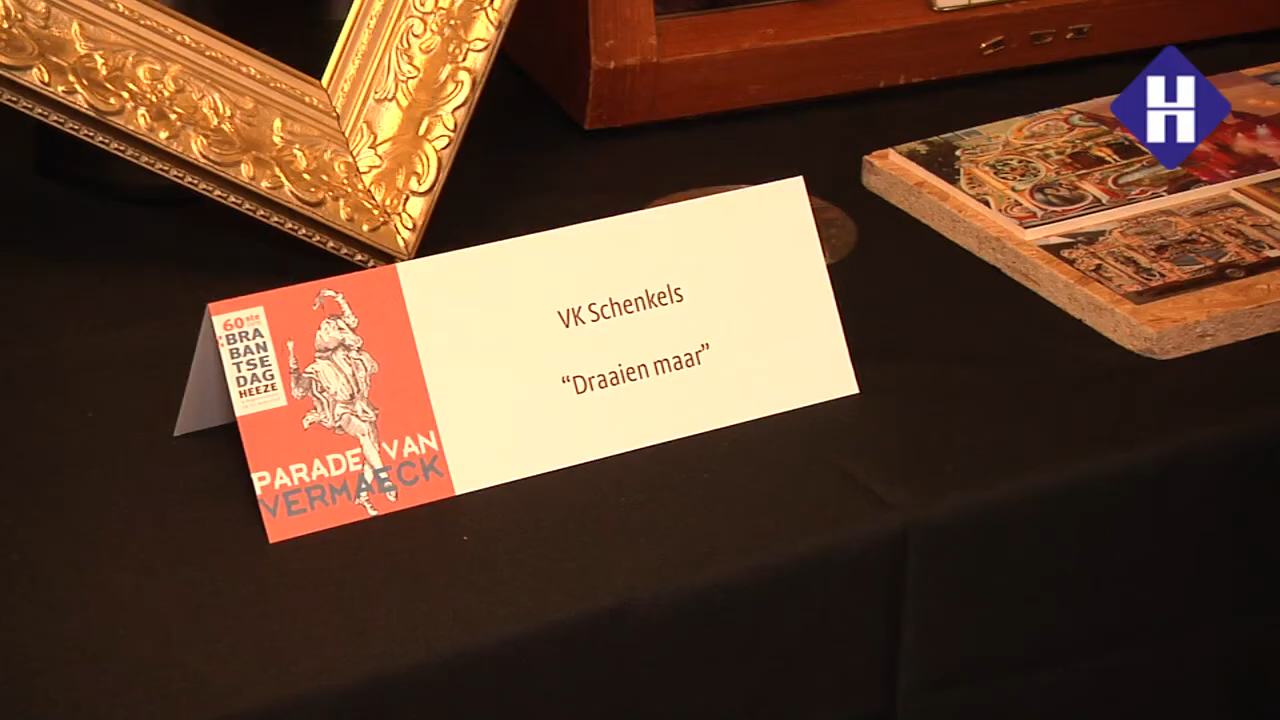 H
60ste
BRA
BAN
TSE
DAG
HEEZE
PARADE VAN
VERMAECK
VK Schenkels
“Draaien maar”